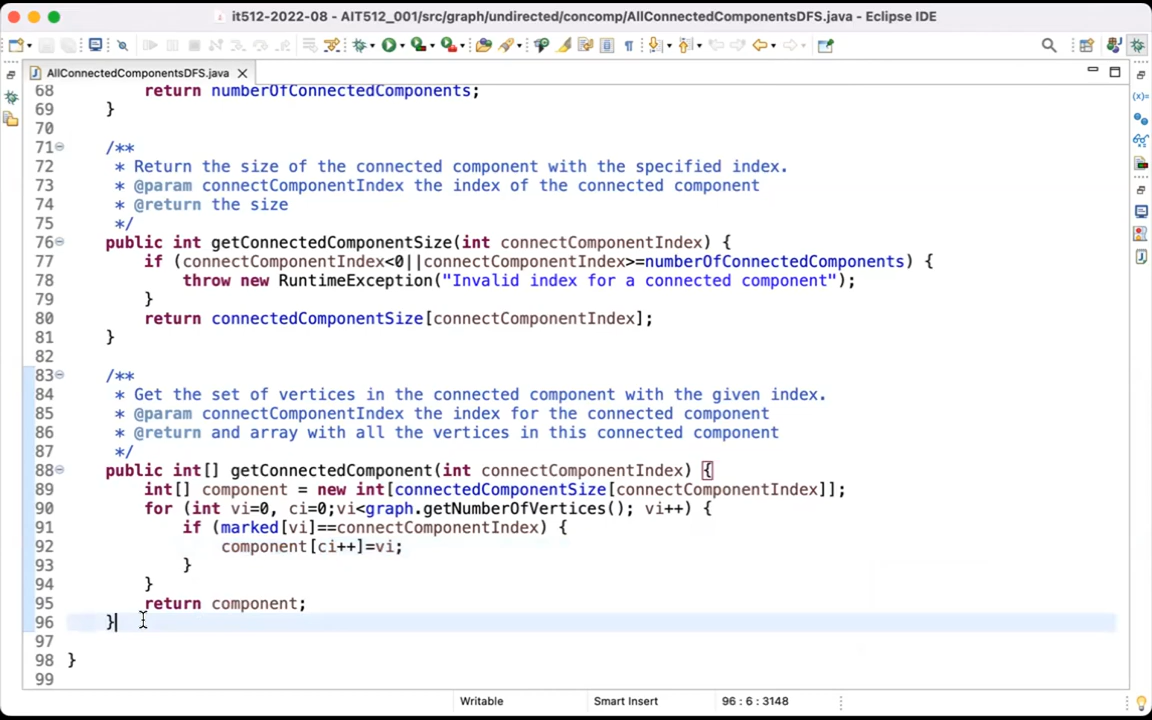 it512-2022-08 - AIT512_001/src/graph/undirected/concomp/AllConnectedComponentsDFS.java - Eclipse IDE
AllConnectedComponentsDFS.java
68 return numberOfConnectedComponents;
69 }
70
71 /**
72 * Return the size of the connected component with the specified index.
73 * @param connectComponentIndex the index of the connected component
74 * @return the size
75 */
76 public int getConnectedComponentSize(int connectComponentIndex) {
77 if (connectComponentIndex<0||connectComponentIndex>=numberOfConnectedComponents) {
78 throw new RuntimeException("Invalid index for a connected component");
79 }
80 return connectedComponentSize[connectComponentIndex];
81 }
82
83 /**
84 * Get the set of vertices in the connected component with the given index.
85 * @param connectComponentIndex the index for the connected component
86 * @return and array with all the vertices in this connected component
87 */
88 public int[] getConnectedComponent(int connectComponentIndex) {
89 int[] component = new int[connectedComponentSize[connectComponentIndex]];
90 for (int vi=0, ci=0;vi<graph.getNumberOfVertices(); vi++) {
91 if (marked[vi]==connectComponentIndex) {
92 component[ci++]=vi;
93 }
94 }
95 return component;
96 }
97
98 }
99
Writable Smart Insert 96 : 6 : 3148